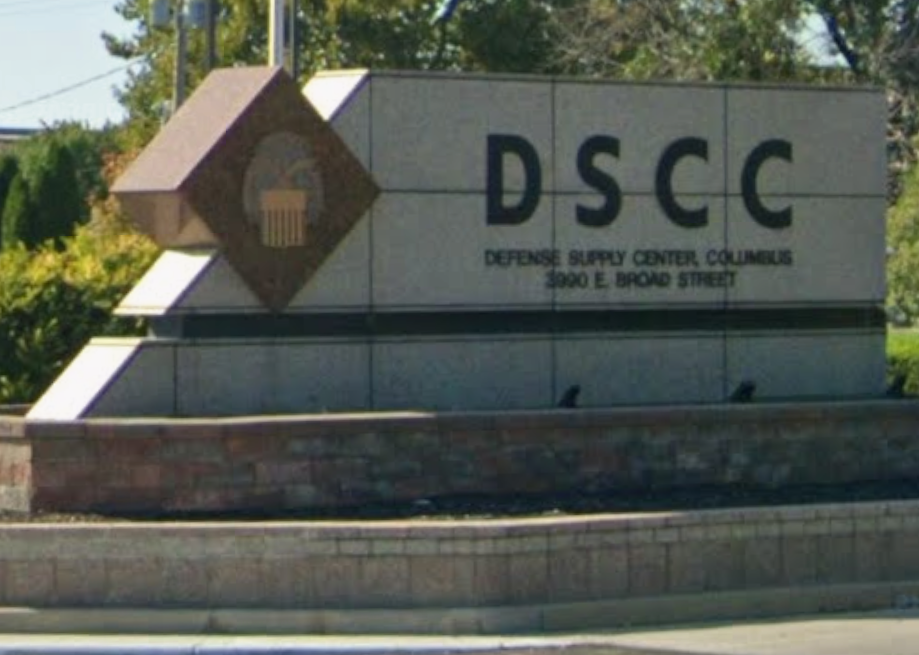 DSCC
DEFENSE SUPPLY CENTER, COLUMBUS
3990 E. BROAD STREET